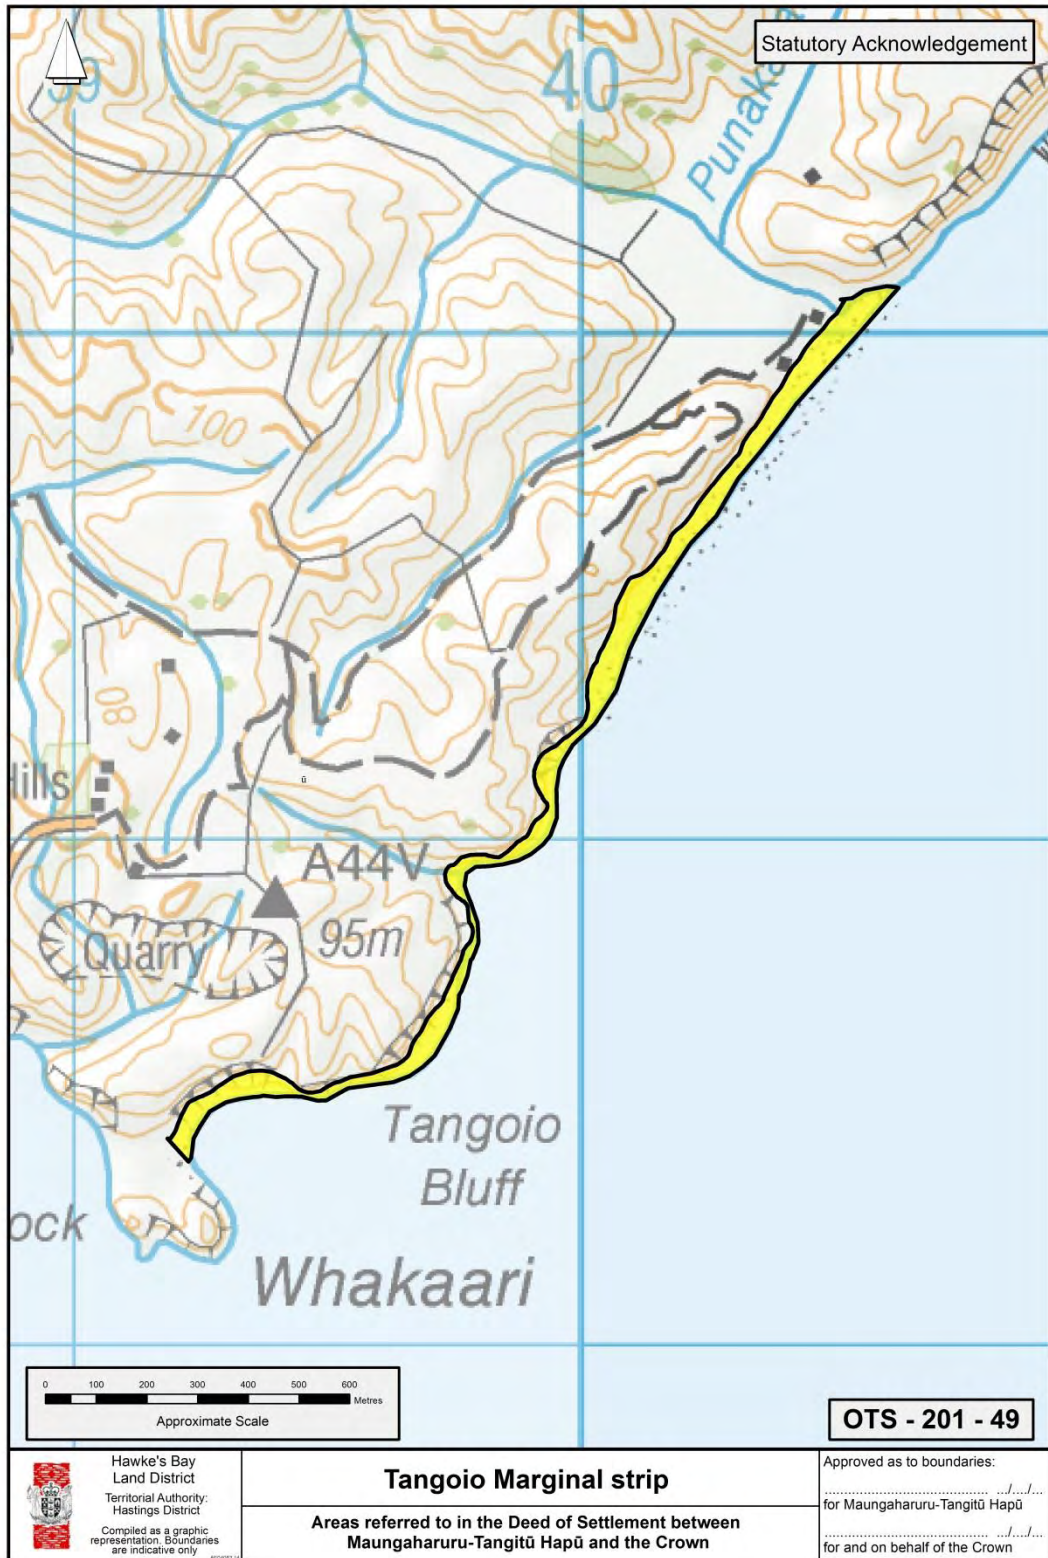 Statutory Acknowledgement
39
40
100
80
A44V
95m
Quarry
Tangoio
Bluff
Whakaari
ū
0 100 200 300 400 500 600
Metres
Approximate Scale
OTS - 201 - 49
Hawke's Bay
Land District
Territorial Authority:
Hastings District
Compiled as a graphic
representation. Boundaries
are indicative only
Tangoio Marginal strip
Areas referred to in the Deed of Settlement between
Maungaharuru-Tangitū Hapū and the Crown
Approved as to boundaries:
.......................................... .../.../...
for Maungaharuru-Tangitū Hapū
.......................................... .../.../...
for and on behalf of the Crown